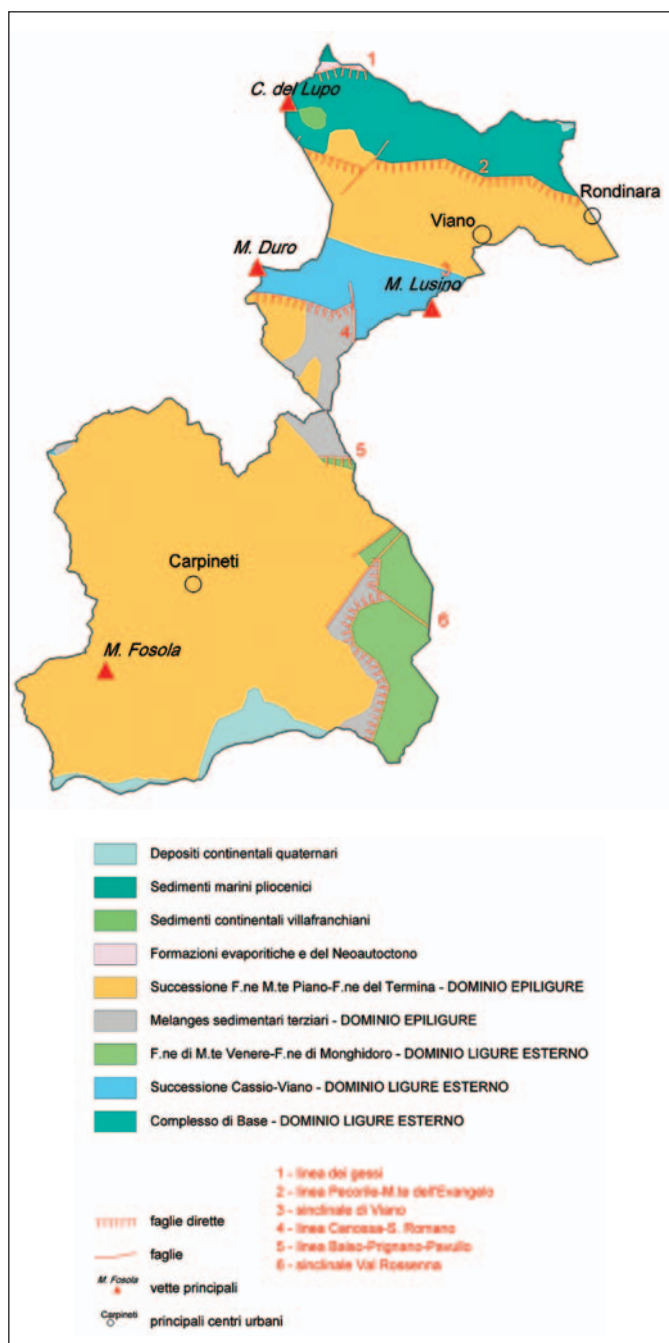 1
C. del Lupo
2
Rondinara
Viano
M. Duro
3
M. Lusino
4
5
Carpineti
6
M. Fosola
Depositi continentali quaternari
Sedimenti marini pliocenici
Sedimenti continentali villafranchiani
Formazioni evaporitiche e del Neoautoctono
Successione F.ne M.te Piano-F.ne del Termina - DOMINIO EPILIGURE
Melanges sedimentari terziari - DOMINIO EPILIGURE
F.ne di M.te Venere-F.ne di Monghidoro - DOMINIO LIGURE ESTERNO
Successione Cassio-Viano - DOMINIO LIGURE ESTERNO
Complesso di Base - DOMINIO LIGURE ESTERNO
1 - linea dei gessi
2 - linea Pecorile-M.te dell'Evangelo
3 - sinclinale di Viano
4 - linea Canossa-S. Romano
5 - linea Baiso-Prignano-Pavullo
6 - sinclinale Val Rossenna
faglie dirette
faglie
M. Fosola
vette principali
Carpineti
principali centri urbani